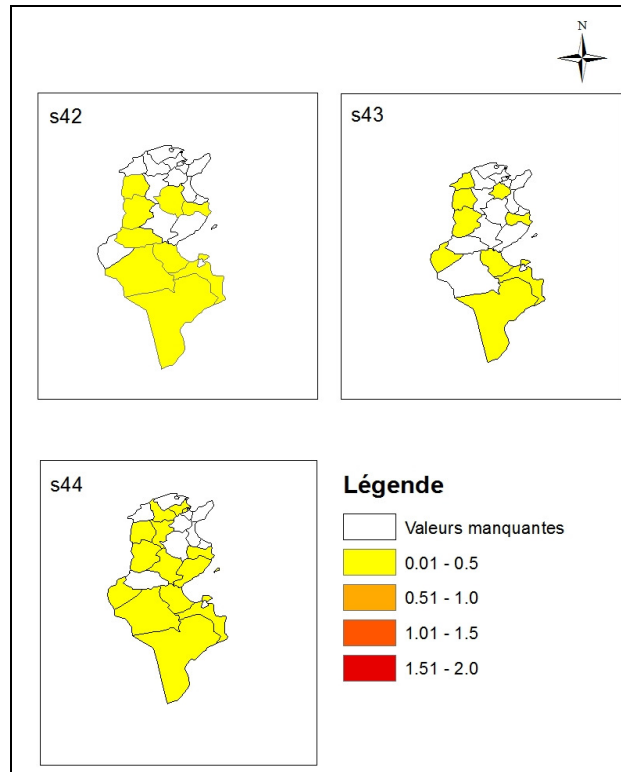 N
s42
s43
s44
Légende
Valeurs manquantes
0.01 - 0.5
0.51 - 1.0
1.01 - 1.5
1.51 - 2.0